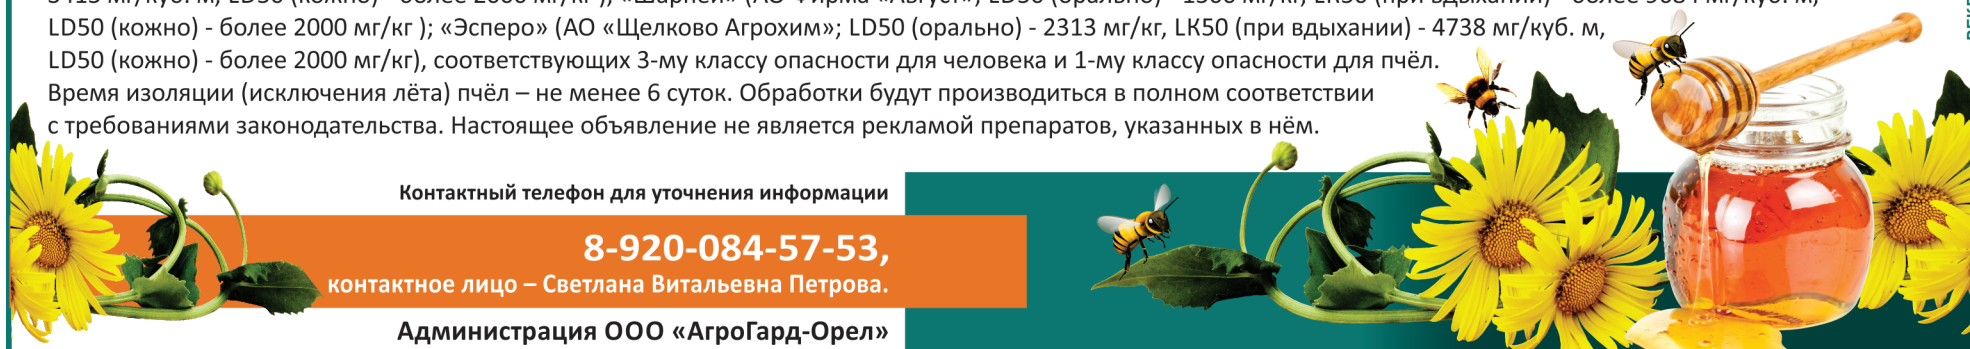 LD50 (кожно) - более 2000 мг/кг ); «Эсперо» (АО «Щелково Агрохим»; LD50 (орально) - 2313 мг/кг, LК50 (при вдыхании) - 4738 мг/куб. м,
LD50 (кожно) - более 2000 мг/кг), соответствующих 3-му классу опасности для человека и 1-му классу опасности для пчёл.
Время изоляции (исключения лёта) пчёл – не менее 6 суток. Обработки будут производиться в полном соответствии
с требованиями законодательства. Настоящее объявление не является рекламой препаратов, указанных в нём.
Контактный телефон для уточнения информации
8-920-084-57-53,
контактное лицо – Светлана Витальевна Петрова.
Администрация ООО «АгроГард-Орел»